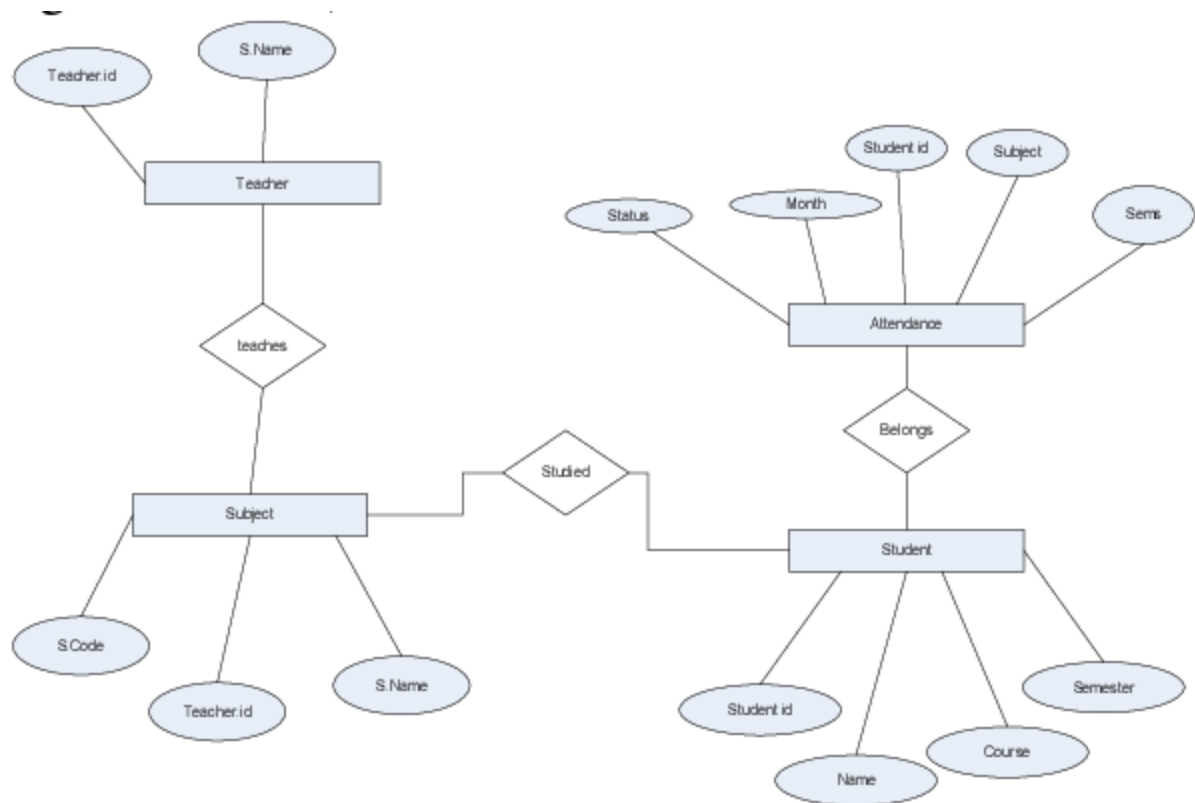 S.Name
Teacher.id
Teacher
Student id
Subject
Status
Month
Sems
Attendance
teaches
Belongs
Studied
Subject
Student
S.Code
Teacher.id
S.Name
Student id
Semester
Course
Name